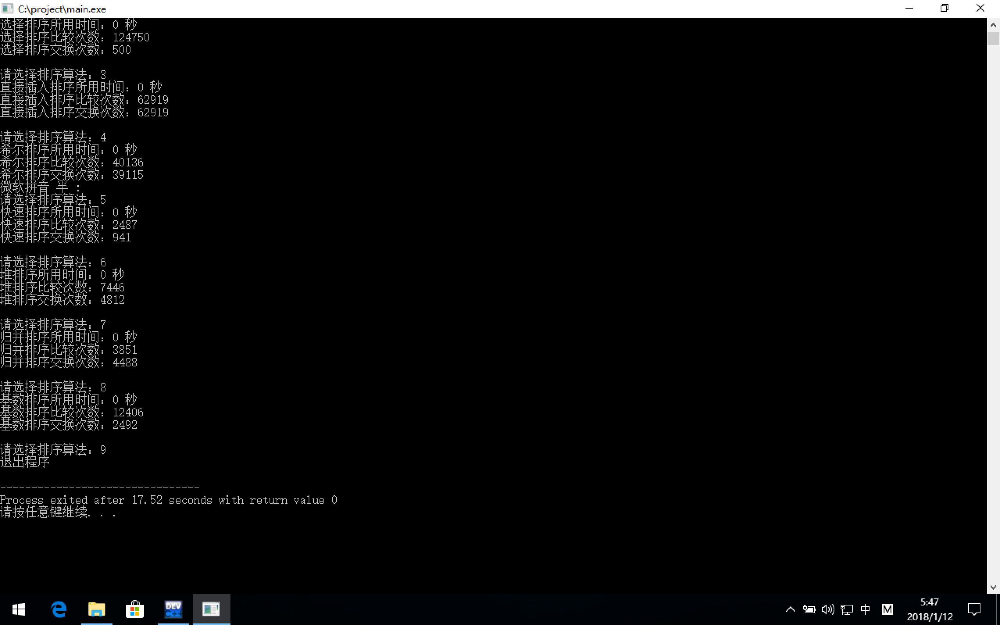 C:\project\main.exe
选择排序所用时间：0 秒
选择排序比较次数：124750
选择排序交换次数：500
请选择排序算法：3
直接插入排序所用时间：0 秒
直接插入排序比较次数：62919
直接插入排序交换次数：62919
请选择排序算法：4
希尔排序所用时间：0 秒
希尔排序比较次数：40136
希尔排序交换次数：39115
微软拼音 半 :
请选择排序算法：5
快速排序所用时间：0 秒
快速排序比较次数：2487
快速排序交换次数：941
请选择排序算法：6
堆排序所用时间：0 秒
堆排序比较次数：7446
堆排序交换次数：4812
请选择排序算法：7
归并排序所用时间：0 秒
归并排序比较次数：3851
归并排序交换次数：4488
请选择排序算法：8
基数排序所用时间：0 秒
基数排序比较次数：12406
基数排序交换次数：2492
请选择排序算法：9
退出程序
--------------------------------
Process exited after 17.52 seconds with return value 0
请按任意键继续. . .
DEV C++
中 M
5:47
2018/1/12